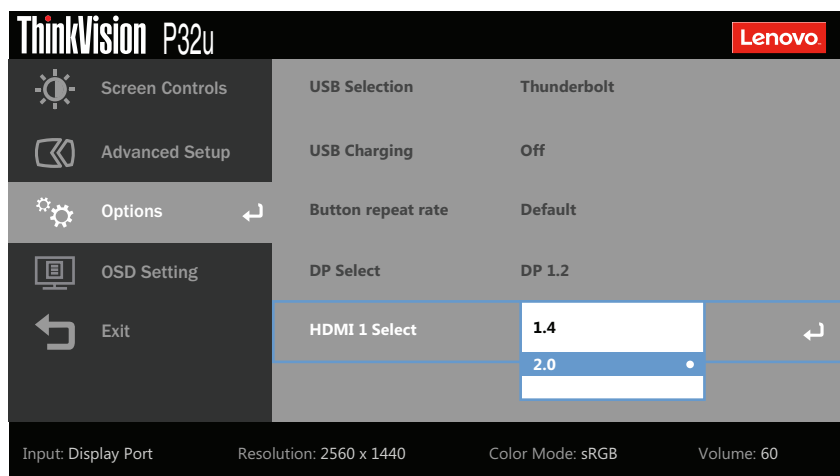 ThinkVision P32u
Lenovo.
Screen Controls
USB Selection Thunderbolt
Advanced Setup
USB Charging Off
Options
Button repeat rate Default
OSD Setting
DP Select DP 1.2
Exit
HDMI 1 Select 1.4
2.0
Input: Display Port Resolution: 2560 x 1440 Color Mode: sRGB Volume: 60